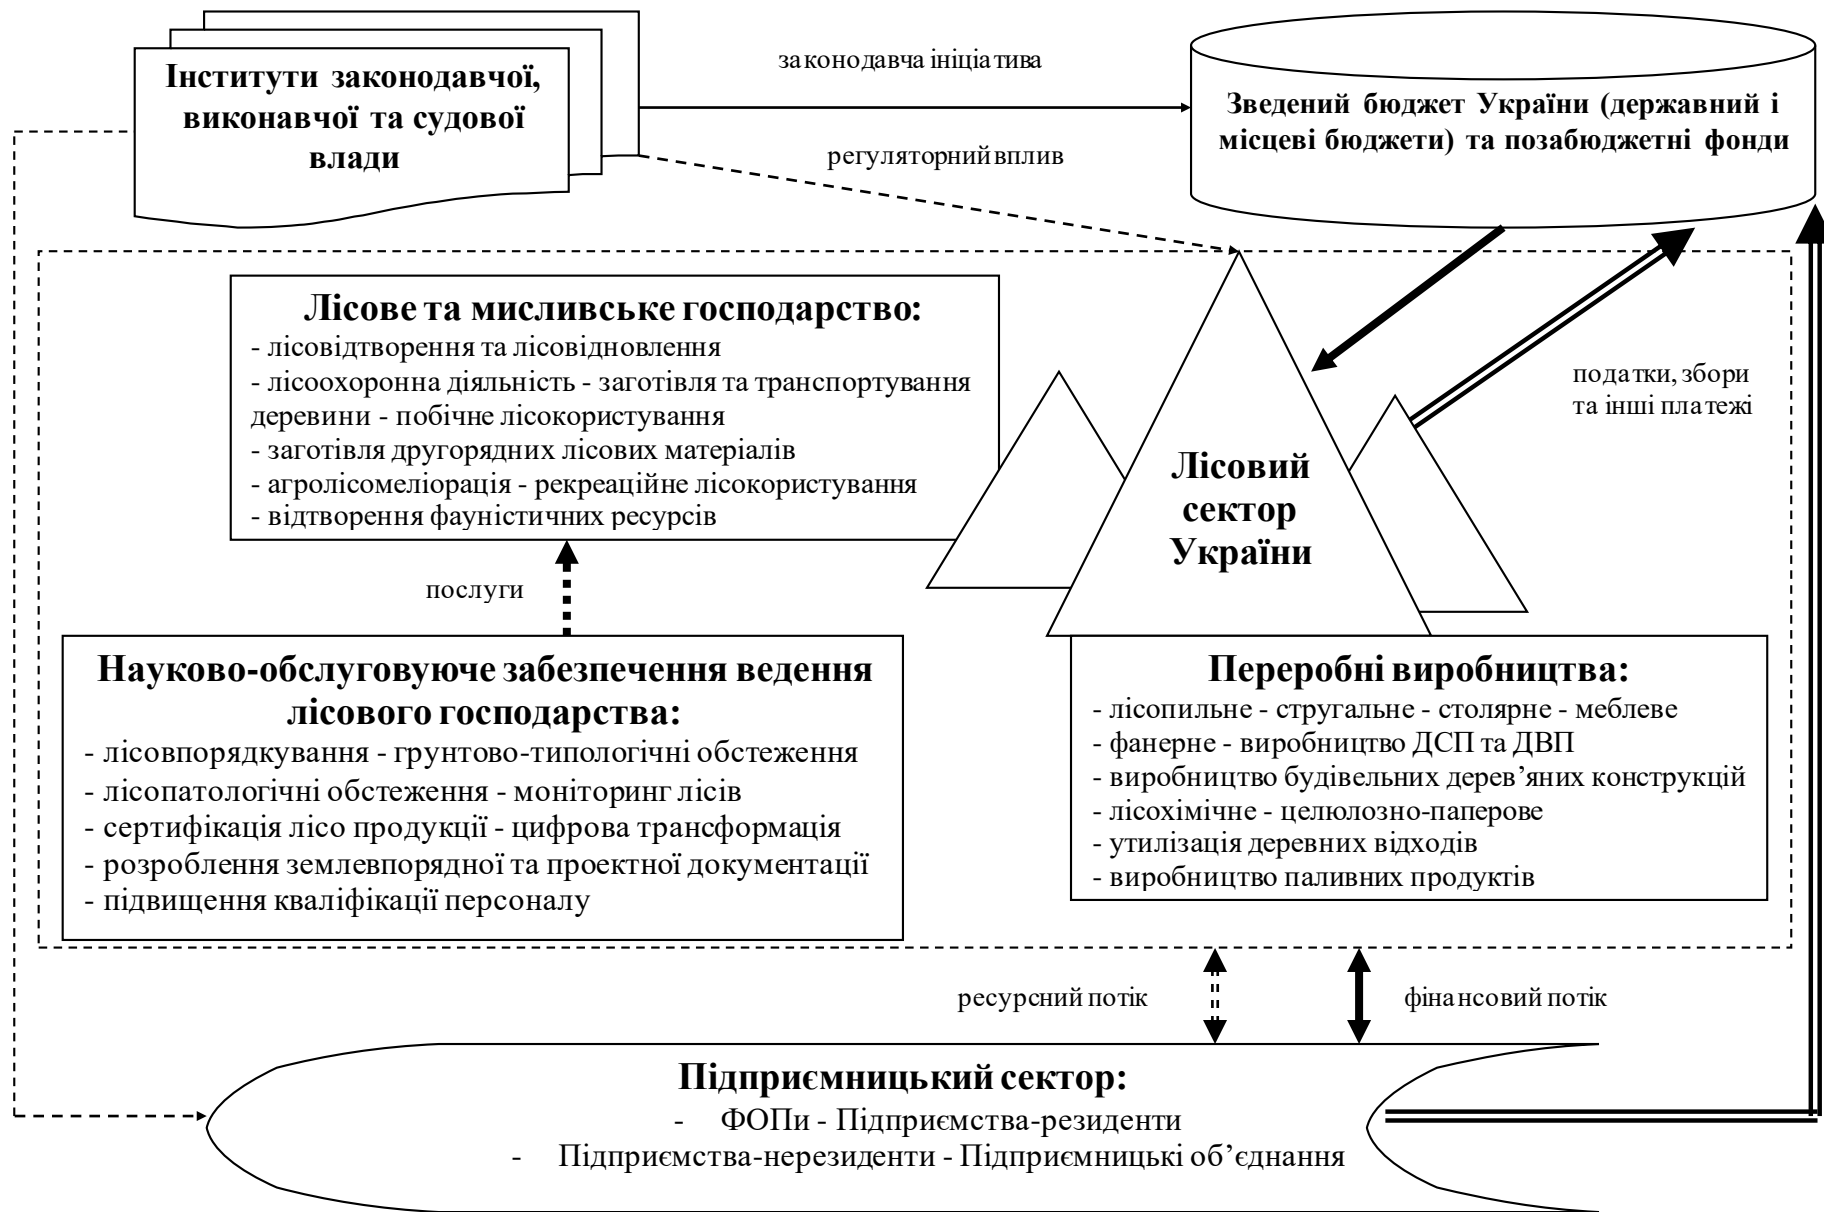 Інститути законодавчої,
виконавчої та судової
влади
законодавча ініціатива
регуляторний вплив
Зведений бюджет України (державний і
місцеві бюджети) та позабюджетні фонди
Лісове та мисливське господарство:
- лісовідтворення та лісовідновлення
- лісоохоронна діяльність - заготівля та транспортування
деревини - побічне лісокористування
- заготівля другорядних лісових матеріалів
- агролісомеліорація - рекреаційне лісокористування
- відтворення фауністичних ресурсів
податки, збори
та інші платежі
Лісовий
сектор
України
послуги
Науково-обслуговуюче забезпечення ведення
лісового господарства:
- лісовпорядкування - грунтово-типологічні обстеження
- лісопатологічні обстеження - моніторинг лісів
- сертифікація лісо продукції - цифрова трансформація
- розроблення землевпорядної та проектної документації
- підвищення кваліфікації персоналу
Переробні виробництва:
- лісопильне - стругальне - столярне - меблеве
- фанерне - виробництво ДСП та ДВП
- виробництво будівельних дерев’яних конструкцій
- лісохімічне - целюлозно-паперове
- утилізація деревних відходів
- виробництво паливних продуктів
ресурсний потік
фінансовий потік
Підприємницький сектор:
- ФОПи - Підприємства-резиденти
- Підприємства-нерезиденти - Підприємницькі об’єднання